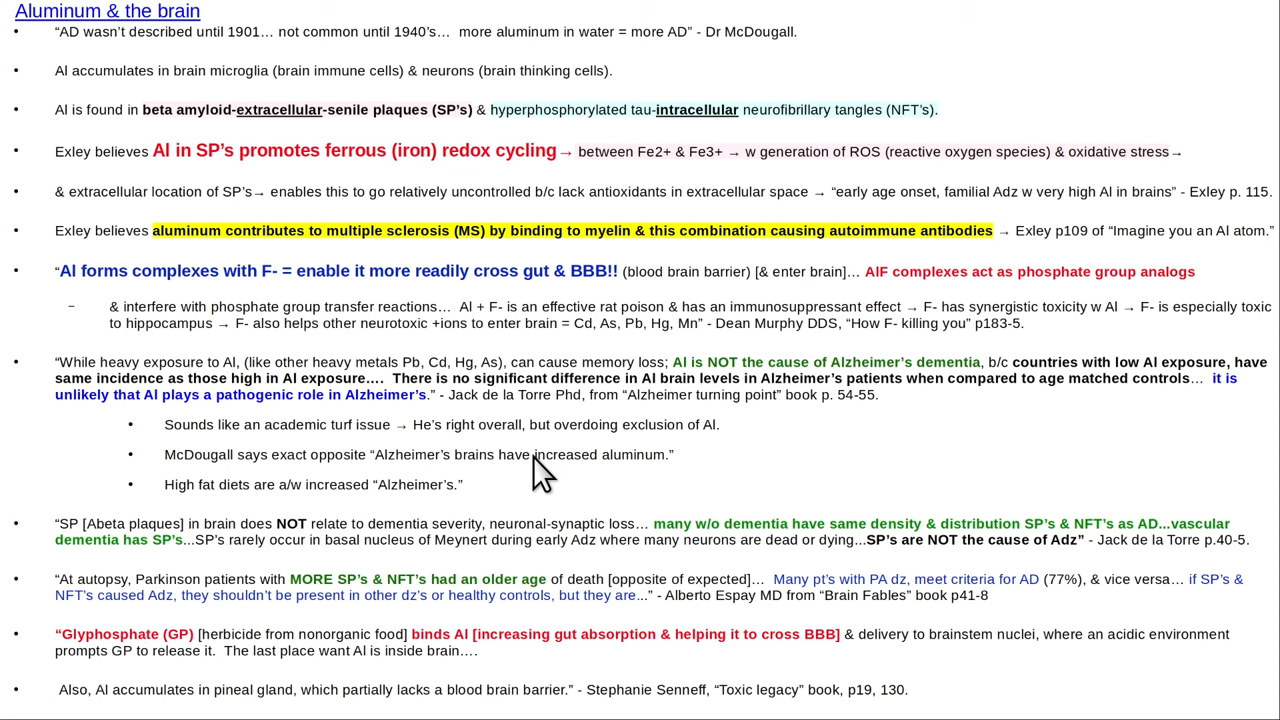 Aluminum & the brain
• “AD wasn’t described until 1901… not common until 1940’s… more aluminum in water = more AD” - Dr McDougall.
• Al accumulates in brain microglia (brain immune cells) & neurons (brain thinking cells).
• Al is found in beta amyloid-extracellular-senile plaques (SP’s) & hyperphosphorylated tau-intracellular neurofibrillary tangles (NFT’s).
• Exley believes Al in SP’s promotes ferrous (iron) redox cycling→ between Fe2+ & Fe3+ → w generation of ROS (reactive oxygen species) & oxidative stress→
• & extracellular location of SP’s→ enables this to go relatively uncontrolled b/c lack antioxidants in extracellular space → “early age onset, familial Adz w very high Al in brains” - Exley p. 115.
• Exley believes aluminum contributes to multiple sclerosis (MS) by binding to myelin & this combination causing autoimmune antibodies → Exley p109 of “Imagine you an Al atom.”
• “Al forms complexes with F- = enable it more readily cross gut & BBB!! (blood brain barrier) [& enter brain]… AlF complexes act as phosphate group analogs
– & interfere with phosphate group transfer reactions… Al + F- is an effective rat poison & has an immunosuppressant effect → F- has synergistic toxicity w Al → F- is especially toxic
to hippocampus → F- also helps other neurotoxic +ions to enter brain = Cd, As, Pb, Hg, Mn” - Dean Murphy DDS, “How F- killing you” p183-5.
• “While heavy exposure to Al, (like other heavy metals Pb, Cd, Hg, As), can cause memory loss; Al is NOT the cause of Alzheimer’s dementia, b/c countries with low Al exposure, have
same incidence as those high in Al exposure…. There is no significant difference in Al brain levels in Alzheimer’s patients when compared to age matched controls… it is
unlikely that Al plays a pathogenic role in Alzheimer’s.” - Jack de la Torre Phd, from “Alzheimer turning point” book p. 54-55.
• Sounds like an academic turf issue → He’s right overall, but overdoing exclusion of Al.
• McDougall says exact opposite “Alzheimer’s brains have increased aluminum.”
• High fat diets are a/w increased “Alzheimer’s.”
• “SP [Abeta plaques] in brain does NOT relate to dementia severity, neuronal-synaptic loss… many w/o dementia have same density & distribution SP’s & NFT’s as AD...vascular
dementia has SP’s...SP’s rarely occur in basal nucleus of Meynert during early Adz where many neurons are dead or dying...SP’s are NOT the cause of Adz” - Jack de la Torre p.40-5.
• “At autopsy, Parkinson patients with MORE SP’s & NFT’s had an older age of death [opposite of expected]… Many pt’s with PA dz, meet criteria for AD (77%), & vice versa… if SP’s &
NFT’s caused Adz, they shouldn’t be present in other dz’s or healthy controls, but they are...” - Alberto Espay MD from “Brain Fables” book p41-8
• “Glyphosphate (GP) [herbicide from nonorganic food] binds Al [increasing gut absorption & helping it to cross BBB] & delivery to brainstem nuclei, where an acidic environment
prompts GP to release it. The last place want Al is inside brain….
• Also, Al accumulates in pineal gland, which partially lacks a blood brain barrier.” - Stephanie Senneff, “Toxic legacy” book, p19, 130.